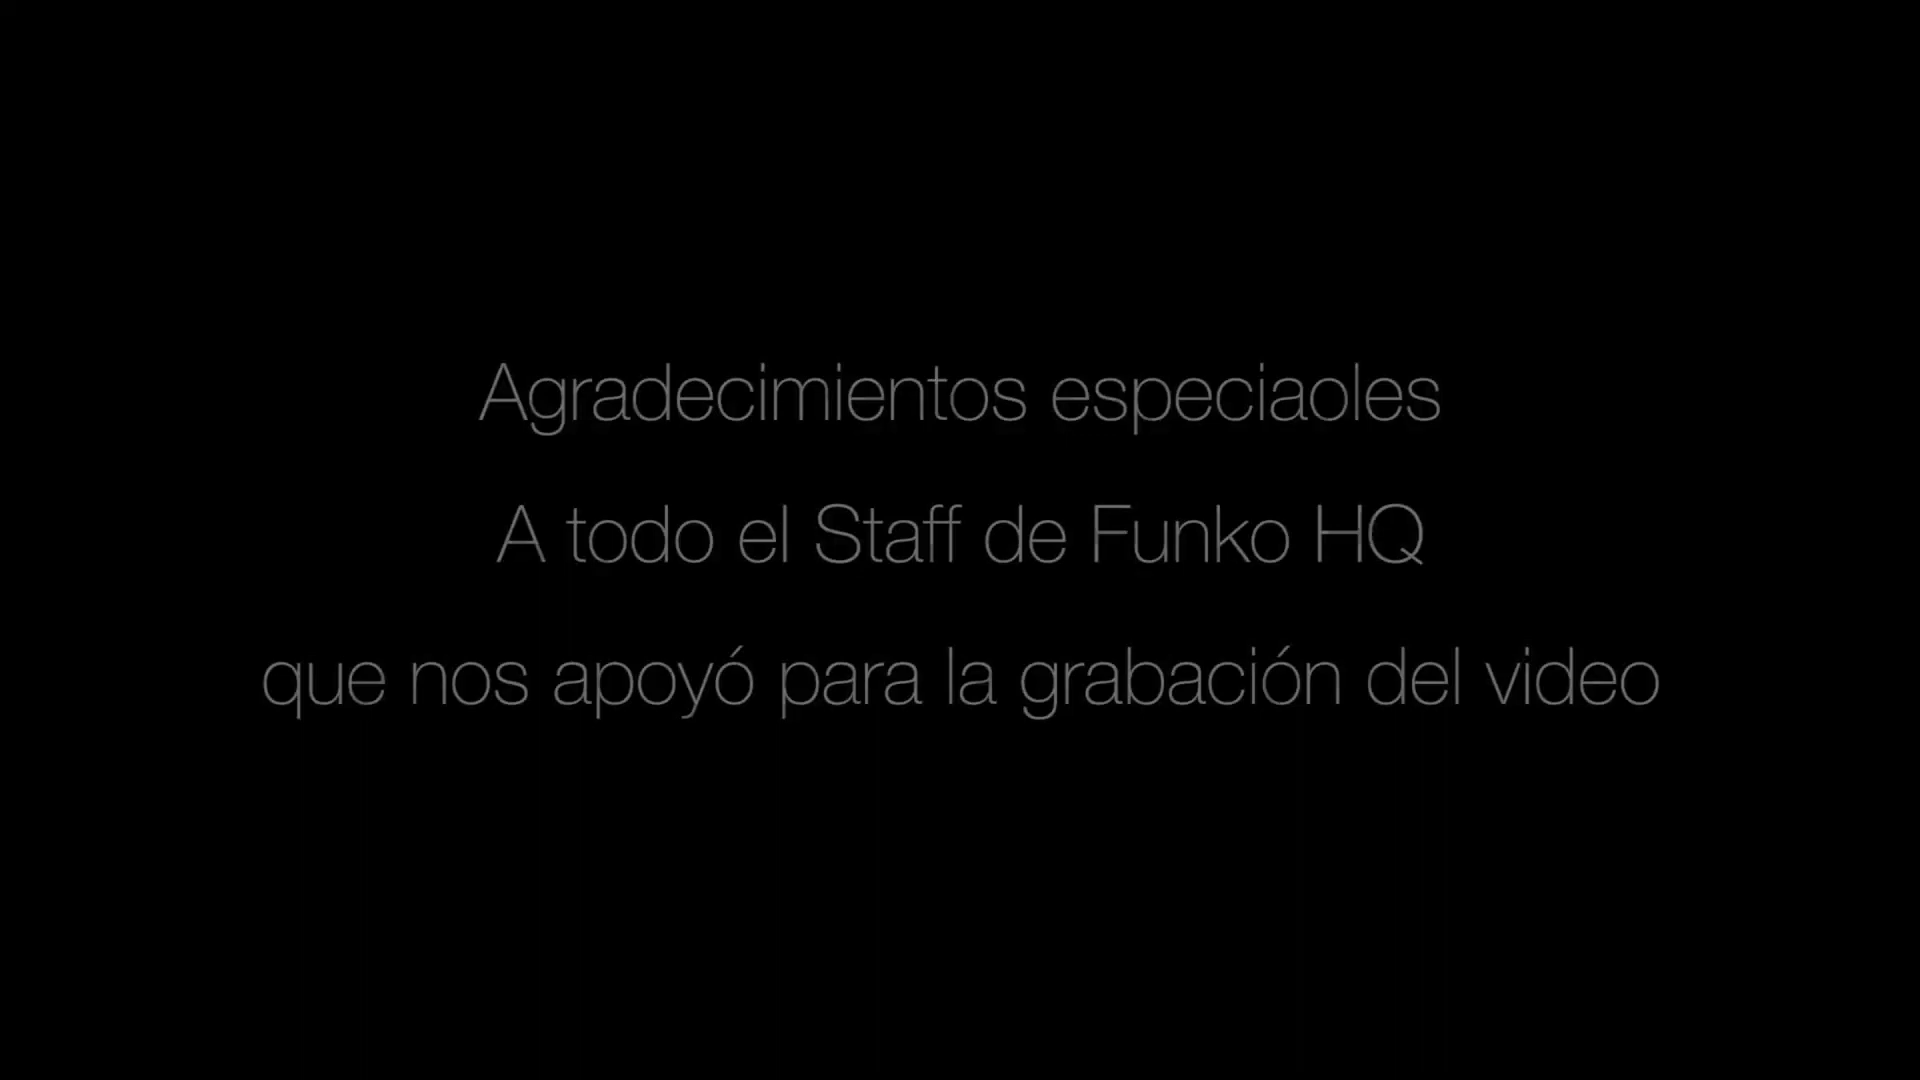 Agradecimientos especiaoles
A todo el Staff de Funko HQ
que nos apoyó para la grabación del video